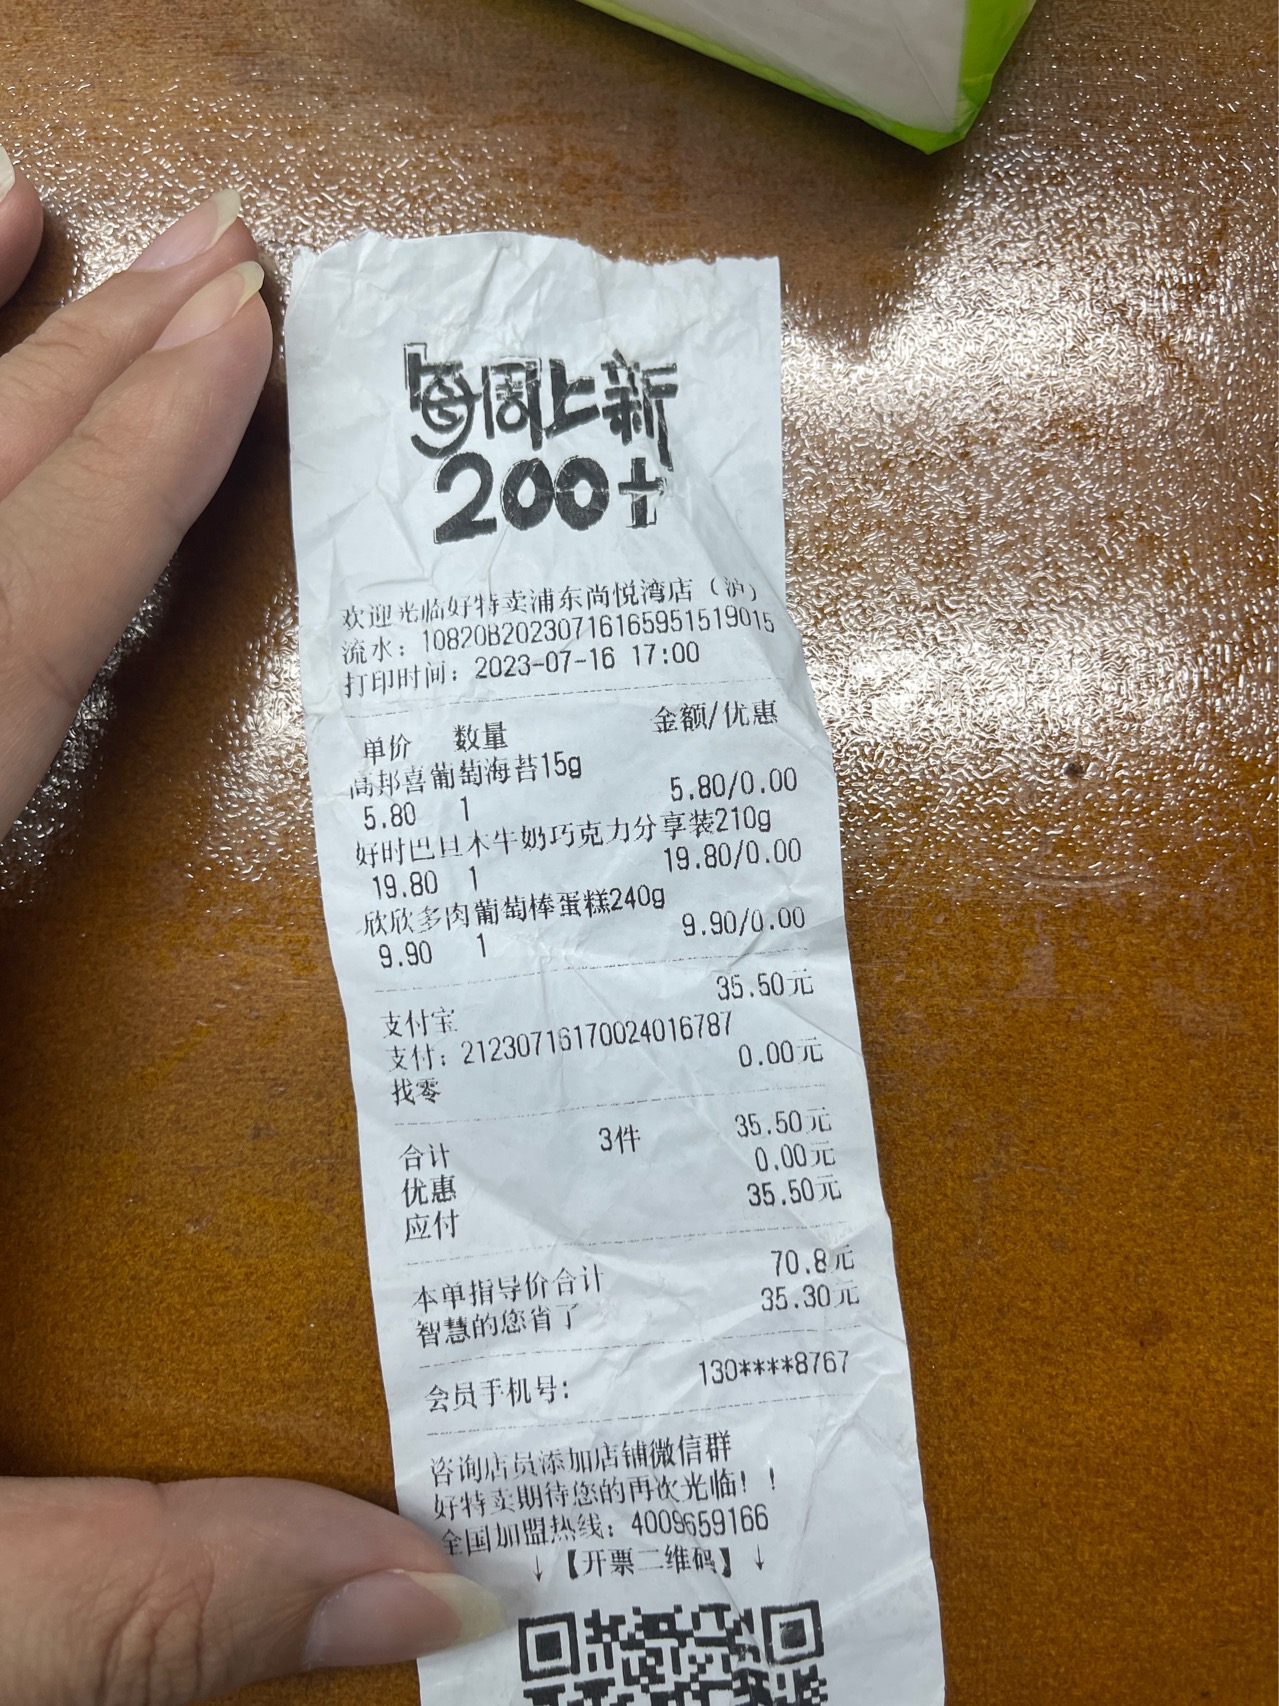 每周上新
200+
欢迎光临好特卖浦东尚悦湾店(沪)
流水:10820B20230716165951519015
打印时间:2023-07-16 17:00
单价 数量 金额/优惠
高邦喜葡萄海苔15g
5.80 1 5.80/0.00
好时巴旦木牛奶巧克力分享装210g
19.80 1 19.80/0.00
欣欣多肉葡萄棒蛋糕240g
9.90 1 9.90/0.00
支付宝 35.50元
支付:212307161700240167​87
找零 0.00元
合计 3件 35.50元
优惠 0.00元
应付 35.50元
本单指导价合计 70.8元
智慧的您省了 35.30元
会员手机号: 130****8767
咨询店员添加店铺微信群
好特卖期待您的再次光临!!
全国加盟热线:4009659166
↓【开票二维码】↓